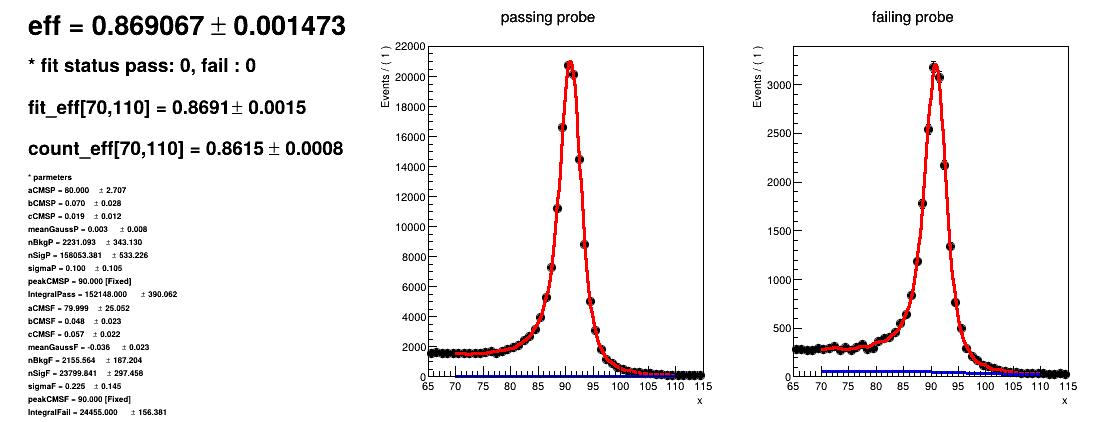 eff = 0.869067 ± 0.001473
* fit status pass: 0, fail : 0
fit_eff[70,110] = 0.8691± 0.0015
count_eff[70,110] = 0.8615 ± 0.0008
* parmeters
aCMSP = 80.000 ± 2.707
bCMSP = 0.070 ± 0.028
cCMSP = 0.019 ± 0.012
meanGaussP = 0.003 ± 0.008
nBkgP = 2231.093 ± 343.130
nSigP = 158053.381 ± 533.226
sigmaP = 0.100 ± 0.105
peakCMSP = 90.000 [Fixed]
IntegralPass = 152148.000 ± 390.062
aCMSF = 79.999 ± 25.052
bCMSF = 0.048 ± 0.023
cCMSF = 0.057 ± 0.022
meanGaussF = -0.036 ± 0.023
nBkgF = 2155.564 ± 187.204
nSigF = 23799.841 ± 297.458
sigmaF = 0.225 ± 0.145
peakCMSF = 90.000 [Fixed]
IntegralFail = 24455.000 ± 156.381
passing probe
Events / ( 1 )
22000
20000
18000
16000
14000
12000
10000
8000
6000
4000
2000
0
65 70 75 80 85 90 95 100 105 110 115
x
failing probe
Events / ( 1 )
3000
2500
2000
1500
1000
500
0
65 70 75 80 85 90 95 100 105 110 115
x